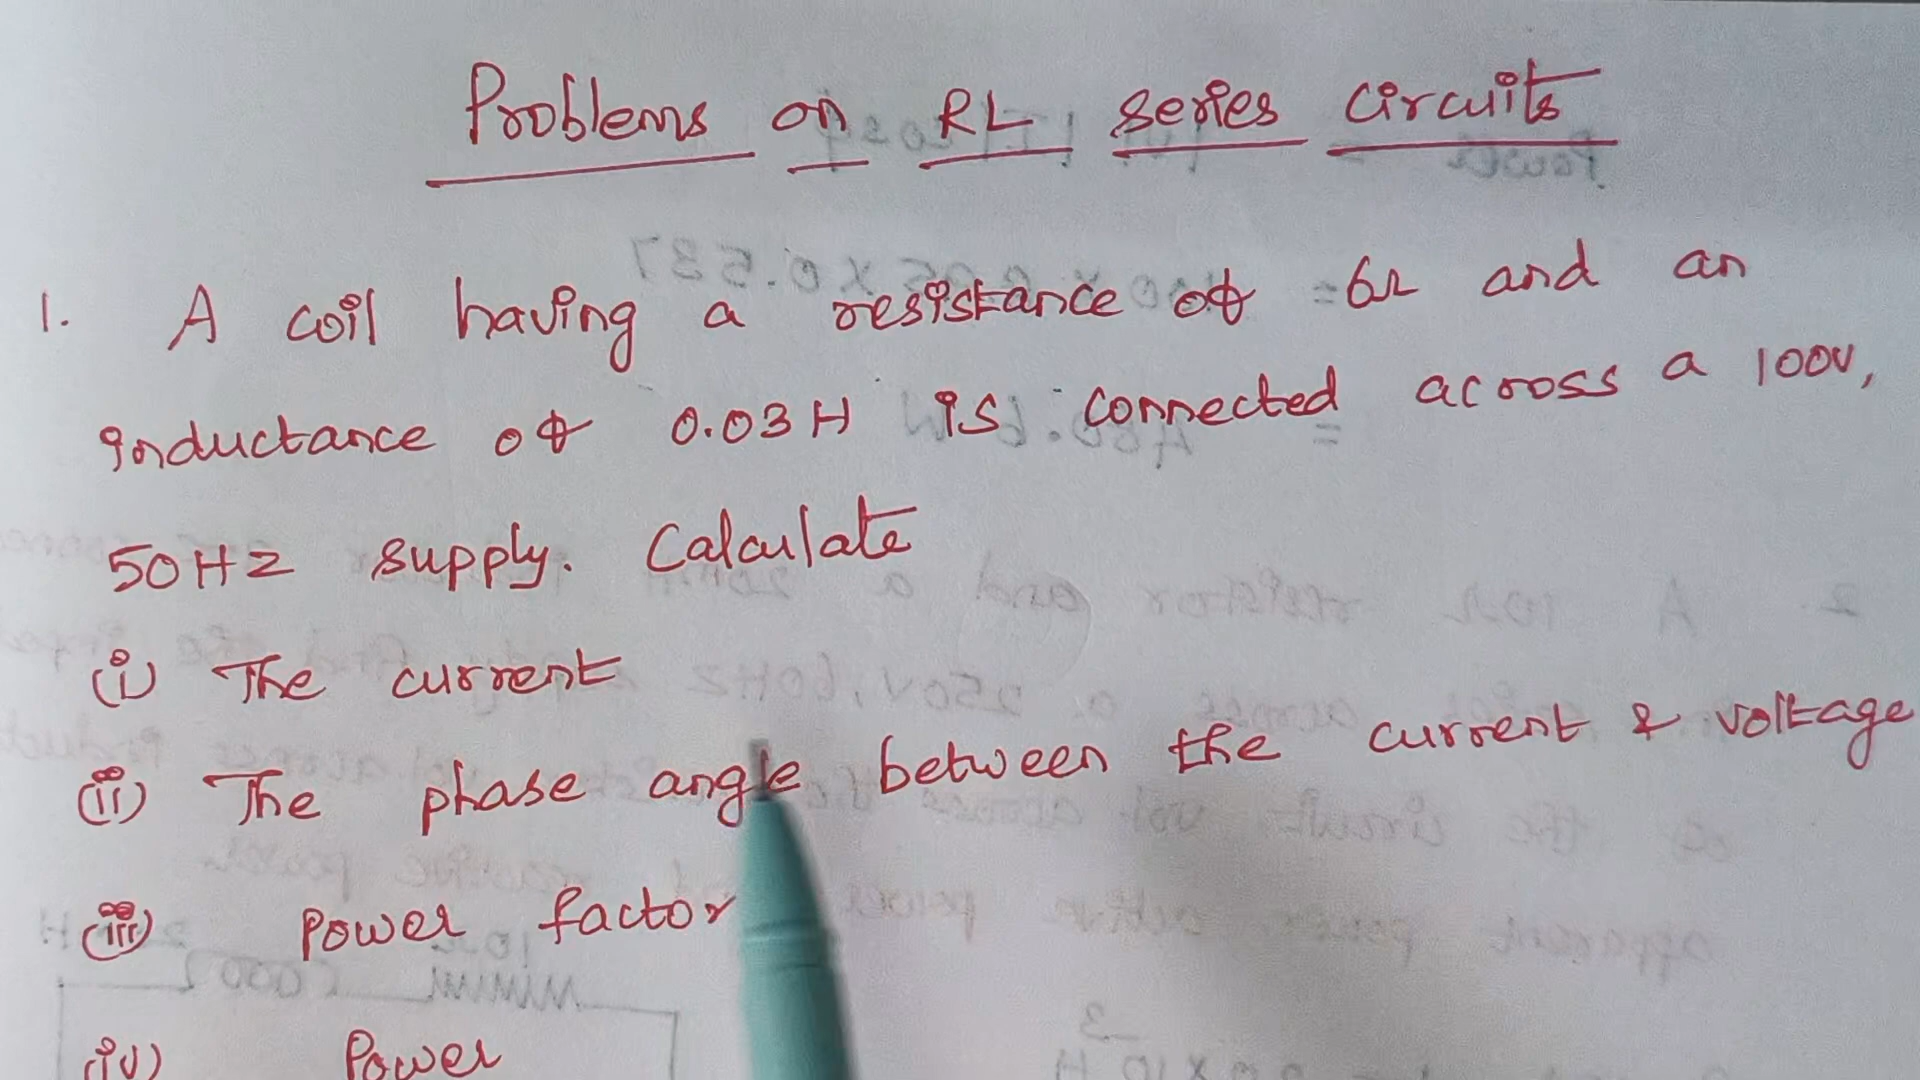 Problems on RL series circuits
1. A coil having a resistance of 6Ω and an
inductance of 0.03H is connected across a 100V,
50HZ supply. Calculate
(i) The current
(ii) The phase angle between the current & voltage
(iii) Power factor
(iv) Power